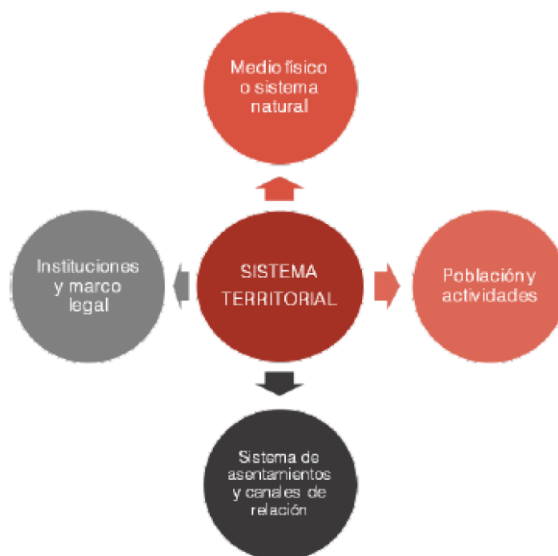 Medio físico
o sistema
natural
Instituciones
y marco
legal
SISTEMA
TERRITORIAL
Población y
actividades
Sistema de
asentamientos
y canales de
relación